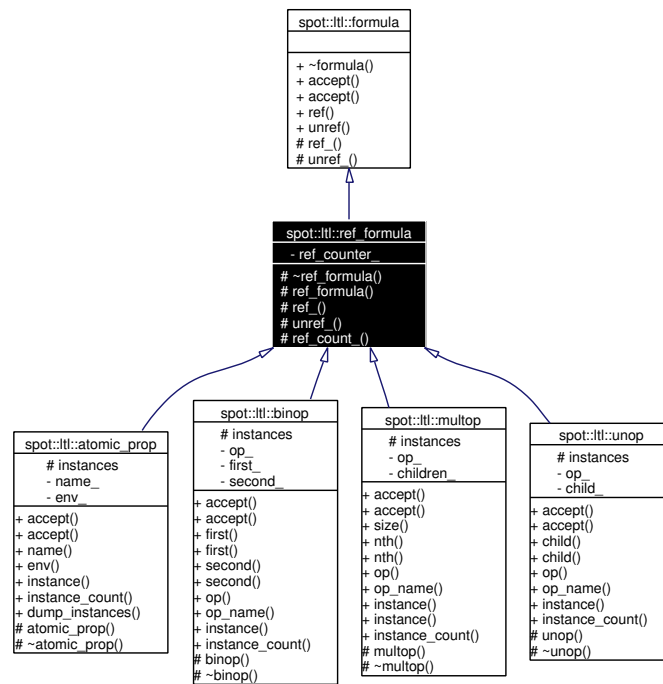 spot::ltl::formula
+ ~formula()
+ accept()
+ accept()
+ ref()
+ unref()
# ref_()
# unref_()
spot::ltl::ref_formula
- ref_counter_
# ~ref_formula()
# ref_formula()
# ref_()
# unref_()
# ref_count_()
spot::ltl::atomic_prop
# instances
- name_
- env_
+ accept()
+ accept()
+ name()
+ env()
+ instance()
+ instance_count()
+ dump_instances()
# atomic_prop()
# ~atomic_prop()
spot::ltl::binop
# instances
- op_
- first_
- second_
+ accept()
+ accept()
+ first()
+ first()
+ second()
+ second()
+ op()
+ op_name()
+ instance()
+ instance_count()
# binop()
# ~binop()
spot::ltl::multop
# instances
- op_
- children_
+ accept()
+ accept()
+ size()
+ nth()
+ nth()
+ op()
+ op_name()
+ instance()
+ instance()
+ instance_count()
# multop()
# ~multop()
spot::ltl::unop
# instances
- op_
- child_
+ accept()
+ accept()
+ child()
+ child()
+ op()
+ op_name()
+ instance()
+ instance_count()
# unop()
# ~unop()